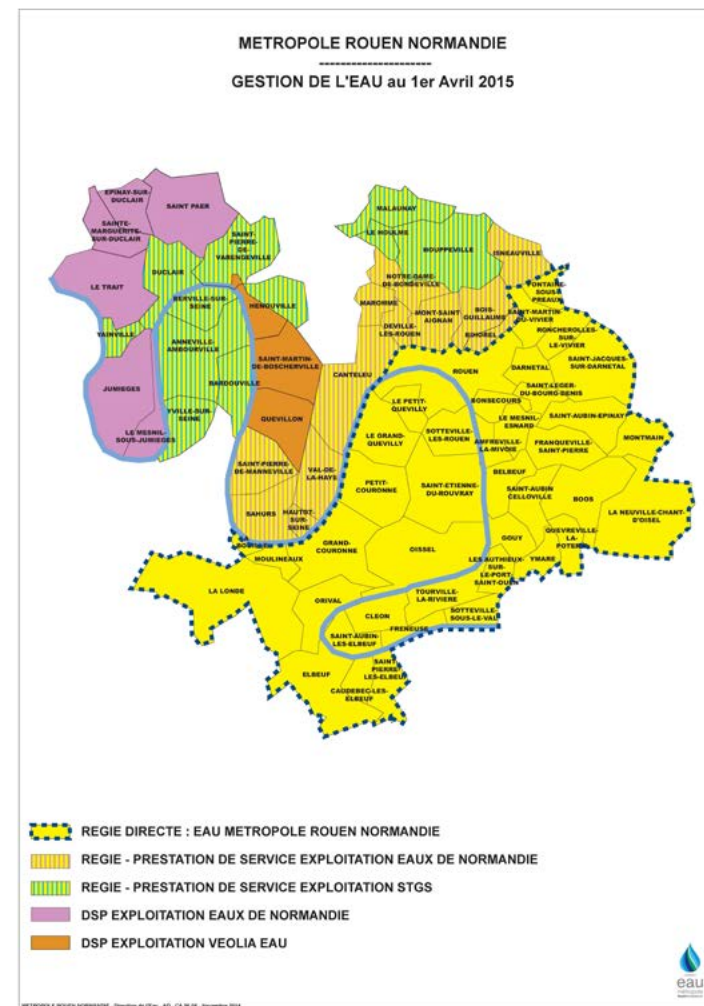 METROPOLE ROUEN NORMANDIE
---------------------
GESTION DE L'EAU au 1er Avril 2015
EPINAY-SUR-
DUCLAIR
SAINT PAER
SAINTE-
MARGUERITE-
SUR-DUCLAIR
SAINT-
PIERRE-
DE-
VARENGEVILLE
MALAUNAY
LE HOULME
HOUPPEVILLE
ISNEAUVILLE
LE TRAIT
DUCLAIR
BERVILLE-SUR-
SEINE
HENOUVILLE
NOTRE-DAME-
DE-BONDEVILLE
FONTAINE-
SOUS-
PREAUX
MAROMME
MONT-SAINT
AIGNAN
BOIS-
GUILLAUME
SAINT-MARTIN-
DU-VIVIER
YAINVILLE
ANNEVILLE-
AMBOURVILLE
DEVILLE-
LES-ROUEN
BIHOREL
RONCHEROLLES-
SUR-
LE-VIVIER
SAINT-MARTIN-
DE-BOSCHERVILLE
CANTELEU
ROUEN
DARNETAL
SAINT-JACQUES
SUR-DARNETAL
JUMIEGES
BARDOUVILLE
SAINT-LEGER-
DU-BOURG-DENIS
LE PETIT-
QUEVILLY
BONSECOURS
YVILLE-SUR-
SEINE
QUEVILLON
LE MESNIL-
ESNARD
SAINT-AUBIN-EPINAY
LE MESNIL-
SOUS-JUMIEGES
LE GRAND-
QUEVILLY
SOTTEVILLE-
LES-ROUEN
AMFREVILLE-
LA-MIVOIE
FRANQUEVILLE-
SAINT-PIERRE
MONTMAIN
SAINT-PIERRE-
DE-MANNEVILLE
VAL-DE-
LA-HAYE
BELBEUF
PETIT-
COURONNE
SAINT-ETIENNE-
DU-ROUVRAY
SAINT-AUBIN
CELLOVILLE
BOOS
SAHURS
HAUTOT-
SUR-
SEINE
LA NEUVILLE-CHANT-
D'OISEL
GRAND-
COURONNE
OISSEL
GOUY
QUEVREVILLE-
LA-
POTERIE
MOULINEAUX
LES AUTHIEUX-
SUR-
LE-PORT-
SAINT-OUEN
YMARE
LA LONDE
ORIVAL
TOURVILLE-
LA-RIVIERE
CLEON
SOTTEVILLE-
SOUS-LE-VAL
FRENEUSE
SAINT-AUBIN-
LES-ELBEUF
ELBEUF
SAINT
PIERRE-
LES-ELBEUF
CAUDEBEC-LES-
ELBEUF
REGIE DIRECTE : EAU METROPOLE ROUEN NORMANDIE
REGIE - PRESTATION DE SERVICE EXPLOITATION EAUX DE NORMANDIE
REGIE - PRESTATION DE SERVICE EXPLOITATION STGS
DSP EXPLOITATION EAUX DE NORMANDIE
DSP EXPLOITATION VEOLIA EAU
eau
métropole